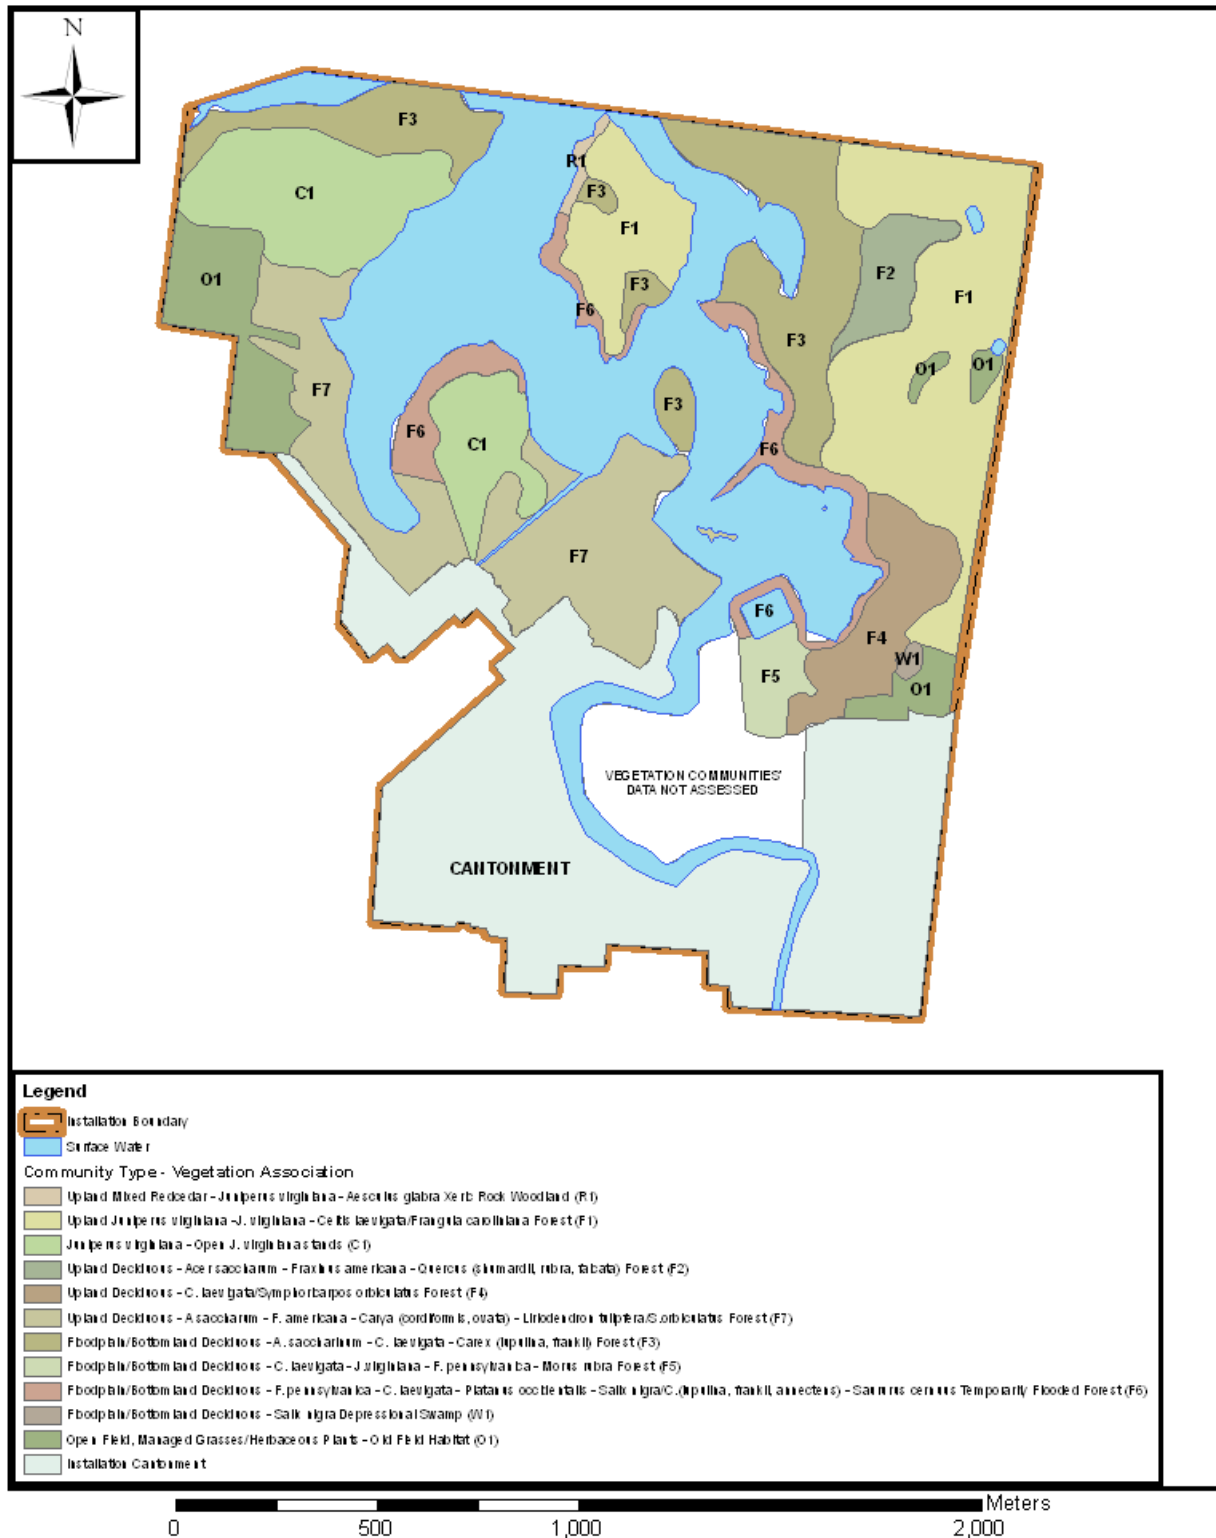 N
F3
R1
C1
F3
F1
O1
F2
F3
F1
F6
F3
O1
O1
F7
F3
F6
C1
F6
F7
F6
F4
W1
F5
O1
VEGETATION COMMUNITIES'
DATA NOT ASSESSED
CANTONMENT
Legend
Installation Boundary
Surface Water
Community Type - Vegetation Association
Upland Mixed Redcedar - Juniperus virginiana - Aesculus glabra Xeric Rock Woodland (R1)
Upland Juniperus virginiana -J. virginiana - Celtis laevigata/Frangula caroliniana Forest (F1)
Juniperus virginiana - Open J. virginiana stands (C1)
Upland Deciduous - Acer saccharum - Fraxinus americana - Quercus (shumardii, rubra, falcata) Forest (F2)
Upland Deciduous - C. laevigata/Symphoricarpos orbiculatus Forest (F4)
Upland Deciduous - A.saccharum - F. americana - Carya (cordiformis, ovata) - Liriodendron tulipfera/S.orbiculatus Forest (F7)
Floodplain/Bottomland Deciduous - A. saccharinum - C. laevigata - Carex (lupulina, frankii) Forest (F3)
Floodplain/Bottomland Deciduous - C. laevigata - J.virginiana - F. pennsylvanica - Morus rubra Forest (F5)
Floodplain/Bottomland Deciduous - F. pennsylvanica - C. laevigata - Platanus occidentalis - Salix nigra/C.(lupulina, frankii, annectens) - Saururus cernuus Temporarily Flooded Forest (F6)
Floodplain/Bottomland Deciduous - Salix nigra Depressional Swamp (W1)
Open Field, Managed Grasses/Herbaceous Plants - Old Field Habitat (O1)
Installation Cantonment
Meters
0 500 1,000 2,000